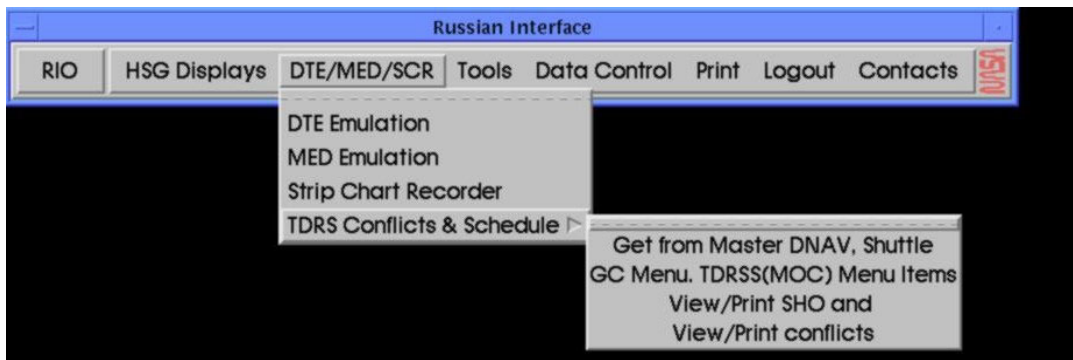 Russian Interface
RIO HSG Displays DTE/MED/SCR Tools Data Control Print Logout Contacts NASA
DTE Emulation
MED Emulation
Strip Chart Recorder
TDRS Conflicts & Schedule
Get from Master DNAV, Shuttle
GC Menu. TDRSS(MOC) Menu Items
View/Print SHO and
View/Print conflicts